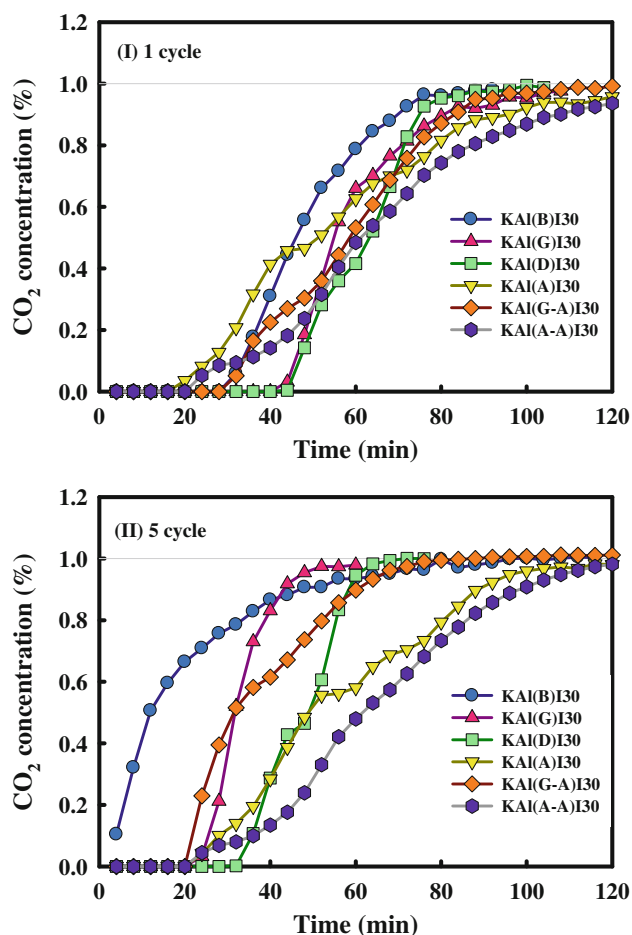 1.2
(I) 1 cycle
1.0
0.8
0.6
0.4
0.2
0.0
CO₂ concentration (%)
KAl(B)I30
KAl(G)I30
KAl(D)I30
KAl(A)I30
KAl(G-A)I30
KAl(A-A)I30
0 20 40 60 80 100 120
Time (min)
1.2
(II) 5 cycle
1.0
0.8
0.6
0.4
0.2
0.0
CO₂ concentration (%)
KAl(B)I30
KAl(G)I30
KAl(D)I30
KAl(A)I30
KAl(G-A)I30
KAl(A-A)I30
0 20 40 60 80 100 120
Time (min)